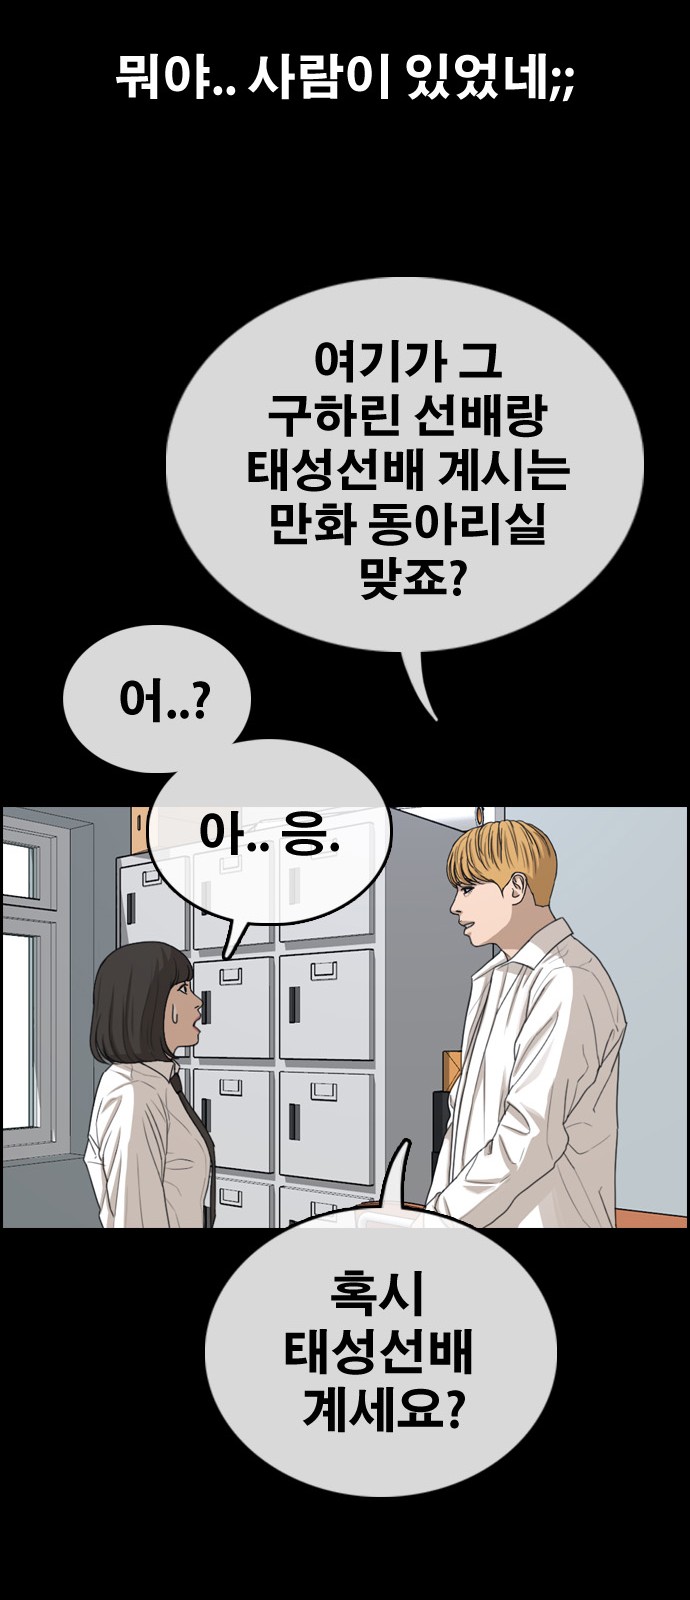 뭐야.. 사람이 있었네;;
여기가 그
구하린 선배랑
태성선배 계시는
만화 동아리실
맞죠?
어..?
아.. 응.
혹시
태성선배
계세요?